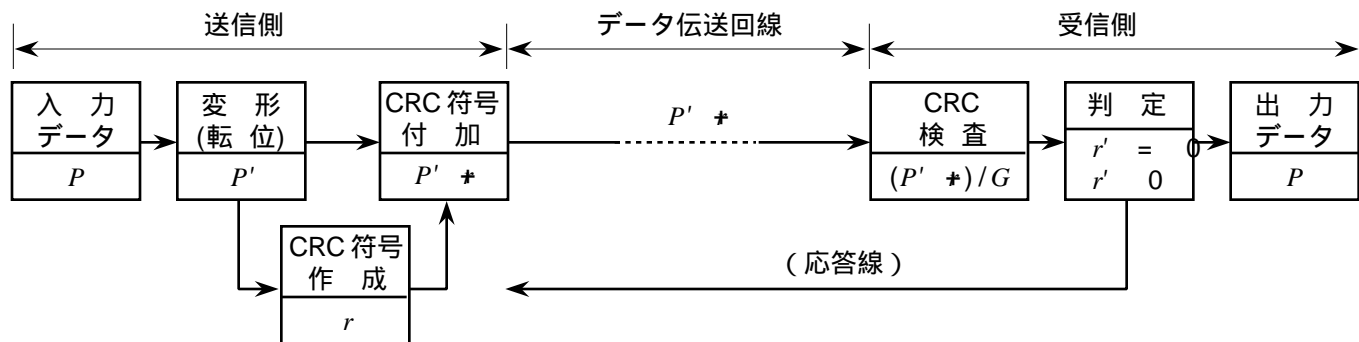 送信側
データ伝送回線
受信側
入 力
データ
P
変 形
(転位)
P'
CRC 符号
付 加
P' +r
CRC 符号
作 成
r
P' +r
CRC
検 査
(P' +r)/G
判 定
r' = 0
r' 0
出 力
データ
P
(応答線)